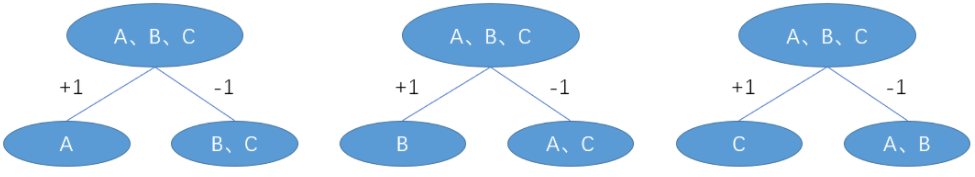 A、B、C A、B、C A、B、C
+1 -1 +1 -1 +1 -1
A B、C B A、C C A、B